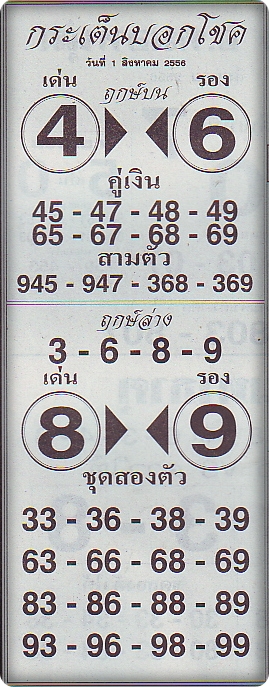 กระเต็นบอกโชค
วันที่ 1 สิงหาคม 2556
เด่น ฤกษ์บน รอง
4 6
คู่เงิน
45 - 47 - 48 - 49
65 - 67 - 68 - 69
สามตัว
945 - 947 - 368 - 369
ฤกษ์ล่าง
3 - 6 - 8 - 9
เด่น รอง
8 9
ชุดสองตัว
33 - 36 - 38 - 39
63 - 66 - 68 - 69
83 - 86 - 88 - 89
93 - 96 - 98 - 99